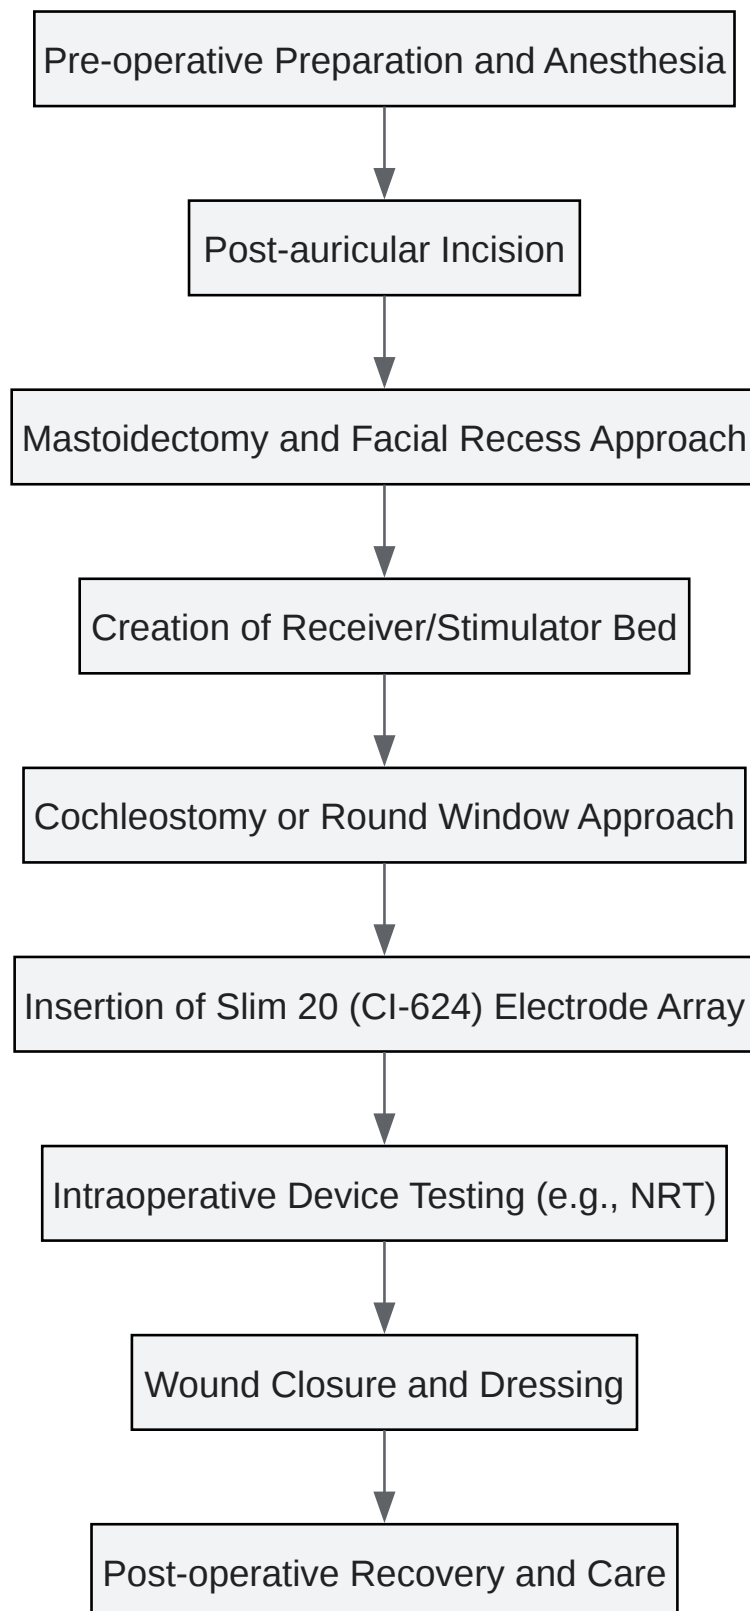 Pre-operative Preparation and Anesthesia
Post-auricular Incision
Mastoidectomy and Facial Recess Approach
Creation of Receiver/Stimulator Bed
Cochleostomy or Round Window Approach
Insertion of Slim 20 (CI-624) Electrode Array
Intraoperative Device Testing (e.g., NRT)
Wound Closure and Dressing
Post-operative Recovery and Care